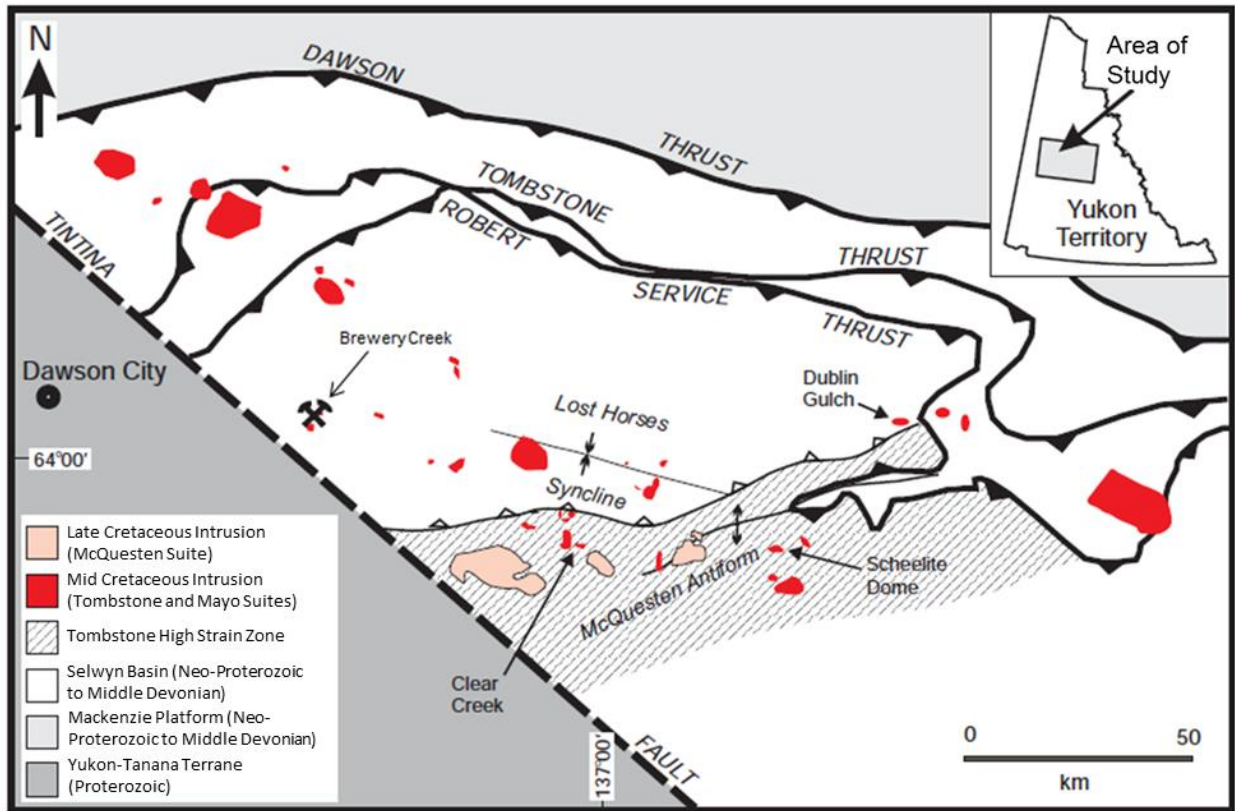 N
DAWSON
THRUST
Area of
Study
Yukon
Territory
TOMBSTONE
THRUST
ROBERT
SERVICE
THRUST
TINTINA
Brewery Creek
Dawson City
Dublin
Gulch
Lost Horses
Syncline
64°00'
McQuesten Antiform
Scheelite
Dome
Clear
Creek
FAULT
137°00'
0
50
km
Late Cretaceous Intrusion
(McQuesten Suite)
Mid Cretaceous Intrusion
(Tombstone and Mayo Suites)
Tombstone High Strain Zone
Selwyn Basin (Neo-Proterozoic
to Middle Devonian)
Mackenzie Platform (Neo-
Proterozoic to Middle Devonian)
Yukon-Tanana Terrane
(Proterozoic)